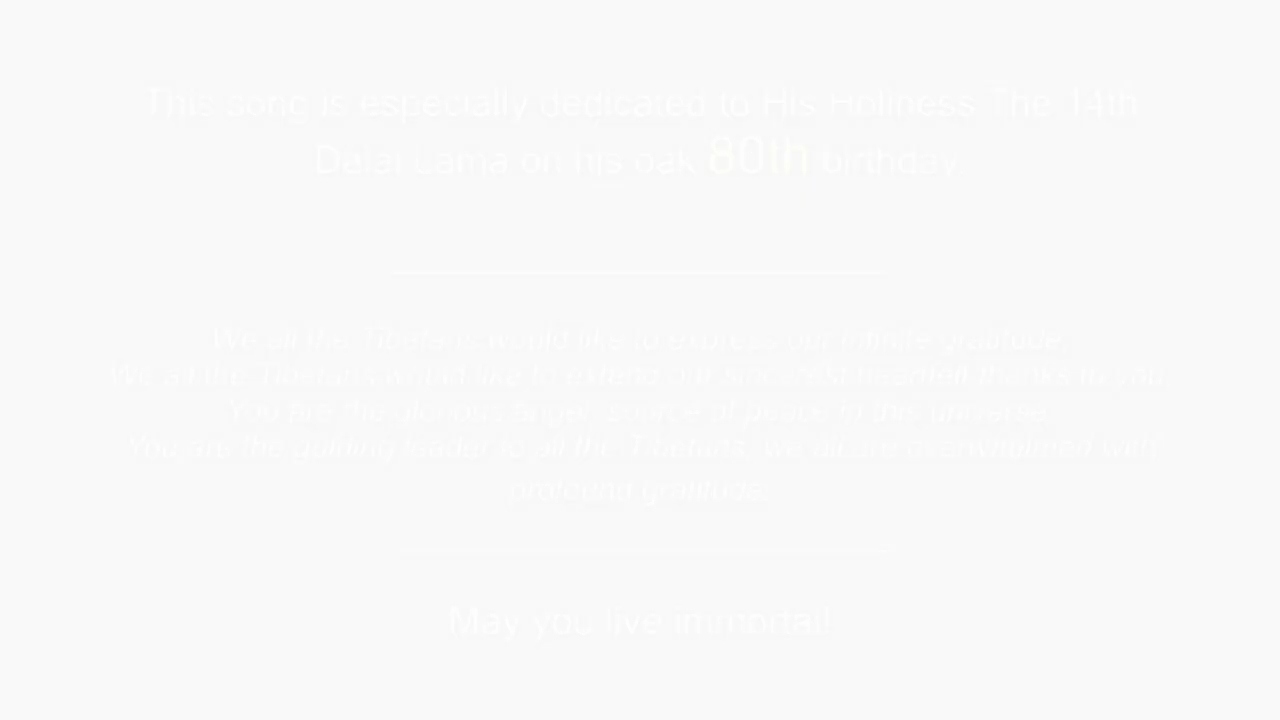 This song is especially dedicated to His Holiness The 14th
Dalai Lama on his oak 80th birthday
We all the Tibetans would like to express our infinite gratitude.
We all the Tibetans would like to extend our sincerest heartfelt thanks to you
You are the glorious larger source of peace in this universe.
You are the guiding leader to all the Tibetans, we all are overwhelmed with
profound gratitude.
May you live immortal!